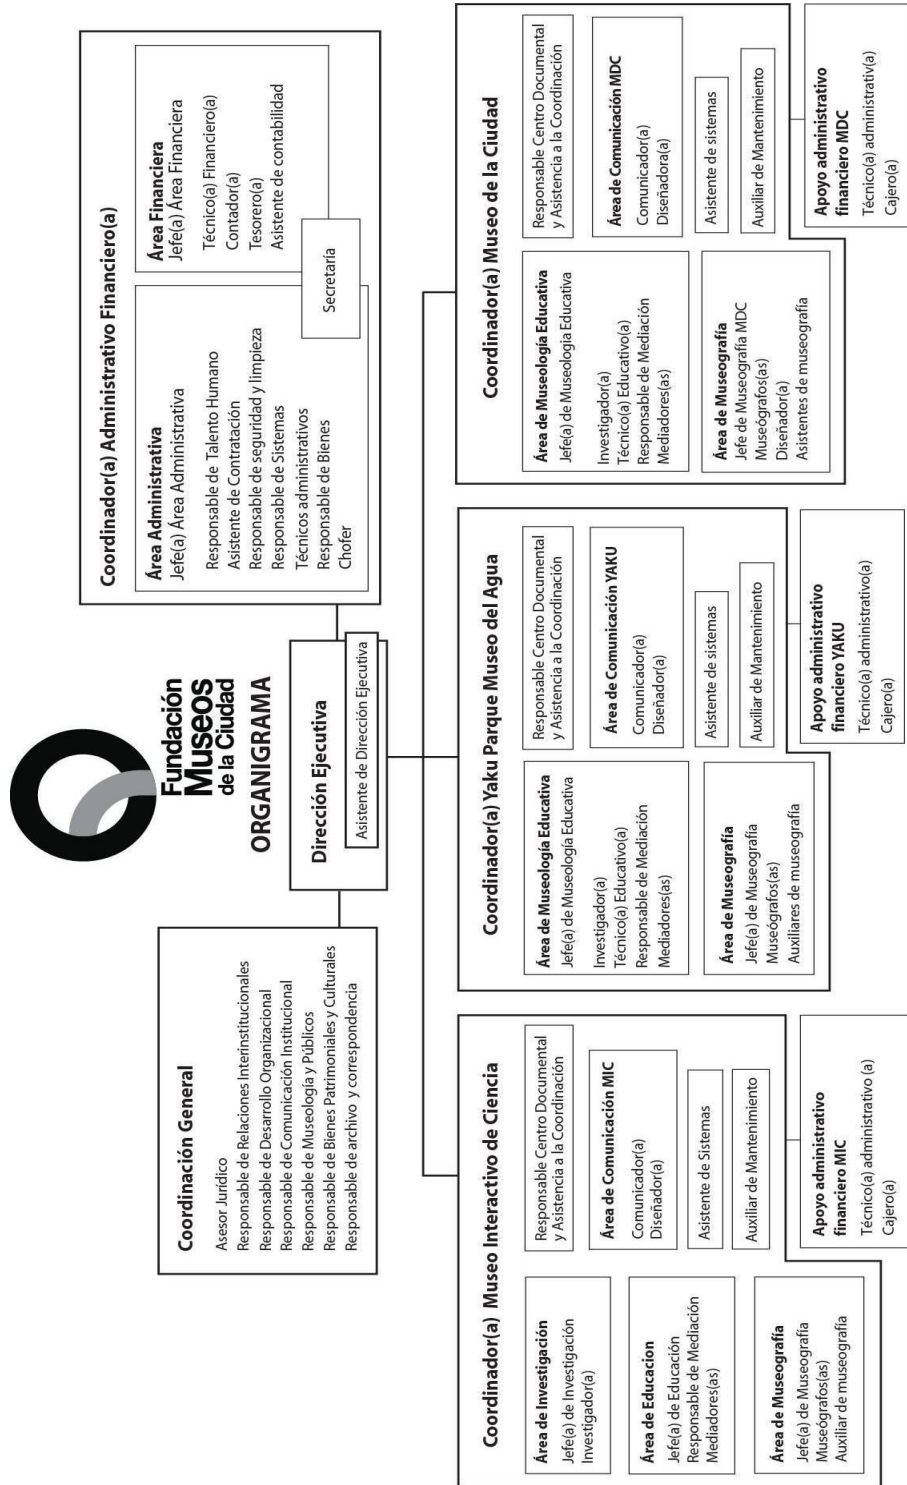 Fundación
Museos
de la Ciudad
ORGANIGRAMA
Dirección Ejecutiva
Asistente de Dirección Ejecutiva
Coordinación General
Asesor Jurídico
Responsable de Relaciones Interinstitucionales
Responsable de Desarrollo Organizacional
Responsable de Comunicación Institucional
Responsable de Museología y Públicos
Responsable de Bienes Patrimoniales y Culturales
Responsable de archivo y correspondencia
Coordinador(a) Administrativo Financiero(a)
Área Administrativa
Jefe(a) Área Administrativa
Responsable de Talento Humano
Asistente de Contratación
Responsable de seguridad y limpieza
Responsable de Sistemas
Técnicos administrativos
Responsable de Bienes
Chofer
Área Financiera
Jefe(a) Área Financiera
Técnico(a) Financiero(a)
Contador(a)
Tesorero(a)
Asistente de contabilidad
Secretaría
Coordinador(a) Museo Interactivo de Ciencia
Área de Investigación
Jefe(a) de Investigación
Investigador(a)
Área de Educacion
Jefe(a) de Educación
Responsable de Mediación
Mediadores(as)
Área de Museografía
Jefe(a) de Museografía
Museógrafos(as)
Auxiliar de museografía
Responsable Centro Documental
y Asistencia a la Coordinación
Área de Comunicación MIC
Comunicador(a)
Diseñador(a)
Asistente de Sistemas
Auxiliar de Mantenimiento
Apoyo administrativo
financiero MIC
Técnico(a) administrativo (a)
Cajero(a)
Coordinador(a) Yaku Parque Museo del Agua
Área de Museología Educativa
Jefe(a) de Museología Educativa
Investigador(a)
Técnico(a) Educativo(a)
Responsable de Mediación
Mediadores(as)
Área de Museografía
Jefe(a) de Museografía
Museógrafos(as)
Auxiliares de museografía
Responsable Centro Documental
y Asistencia a la Coordinación
Área de Comunicación YAKU
Comunicador(a)
Diseñador(a)
Asistente de sistemas
Auxiliar de Mantenimiento
Apoyo administrativo
financiero YAKU
Técnico(a) administrativo(a)
Cajero(a)
Coordinador(a) Museo de la Ciudad
Área de Museología Educativa
Jefe(a) de Museología Educativa
Investigador(a)
Técnico(a) Educativo(a)
Responsable de Mediación
Mediadores(as)
Área de Museografía
Jefe de Museografía MDC
Museógrafos(as)
Diseñador(a)
Asistentes de museografía
Responsable Centro Documental
y Asistencia a la Coordinación
Área de Comunicación MDC
Comunicador(a)
Diseñadora(a)
Asistente de sistemas
Auxiliar de Mantenimiento
Apoyo administrativo
financiero MDC
Técnico(a) administrativ(a)
Cajero(a)